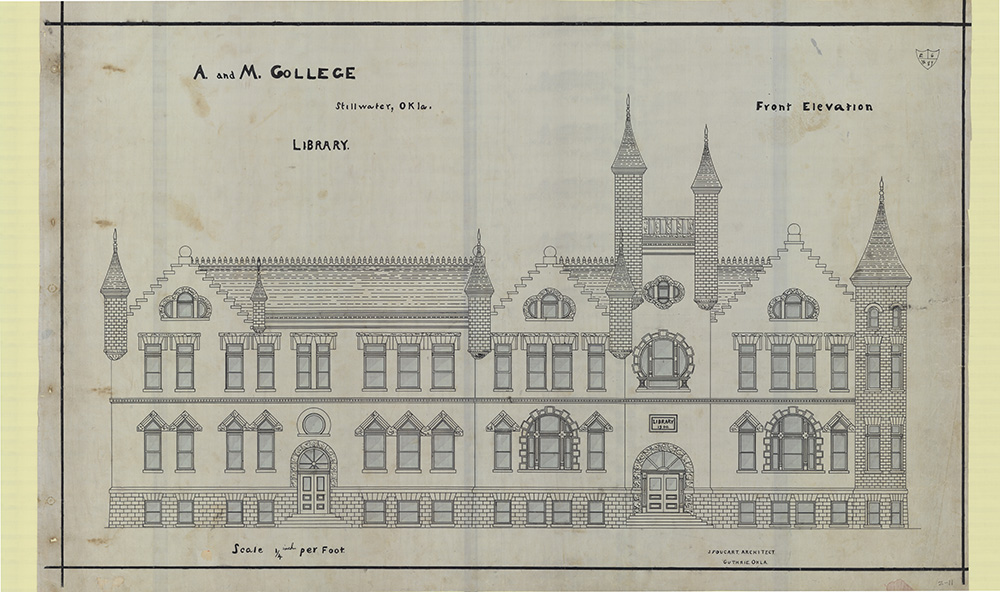 A. and M. COLLEGE
Stillwater, Okla.
LIBRARY.
Front Elevation
LIBRARY
Scale 1/4 inch per Foot
J. FOUCART. ARCHITECT.
GUTHRIE OKLA